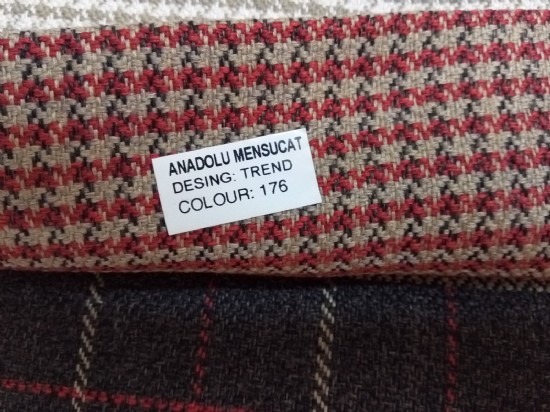 ANADOLU MENSUCAT
DESING: TREND
COLOUR: 176